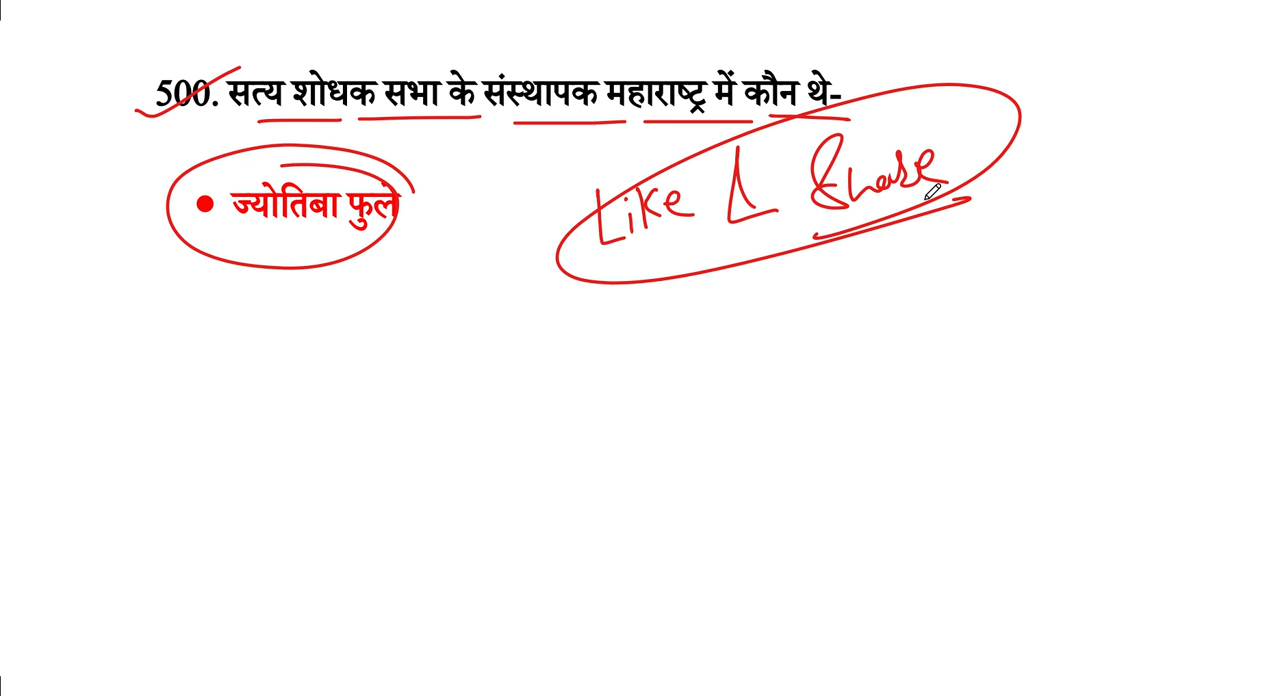 500. सत्य शोधक सभा के संस्थापक महाराष्ट्र में कौन थे-
• ज्योतिबा फुले
Like & Share